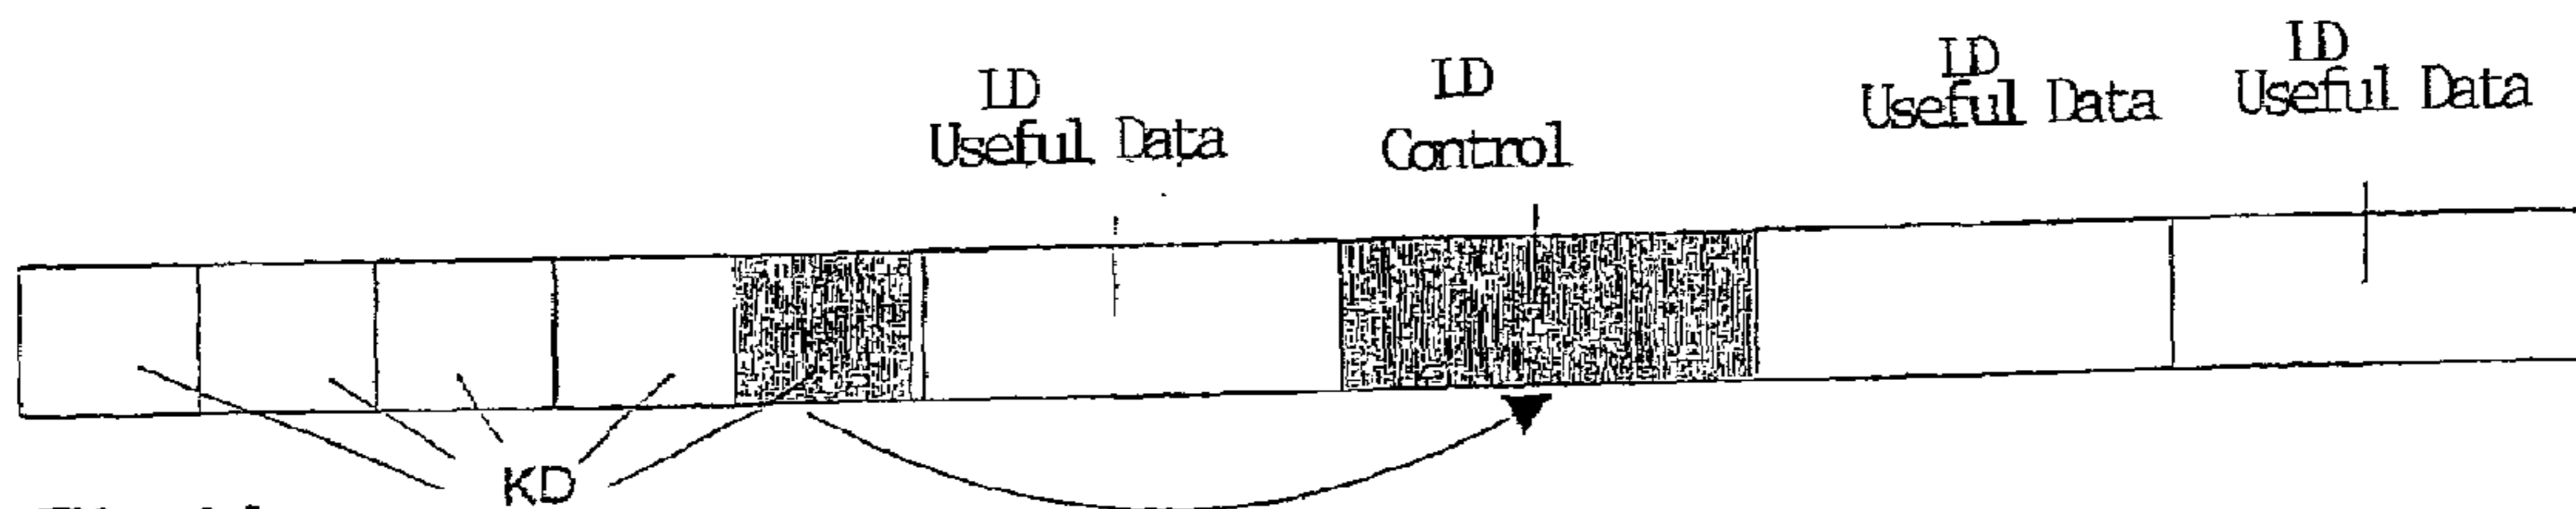 LD
Useful Data
LD
Control
LD
Useful Data
LD
Useful Data
KD